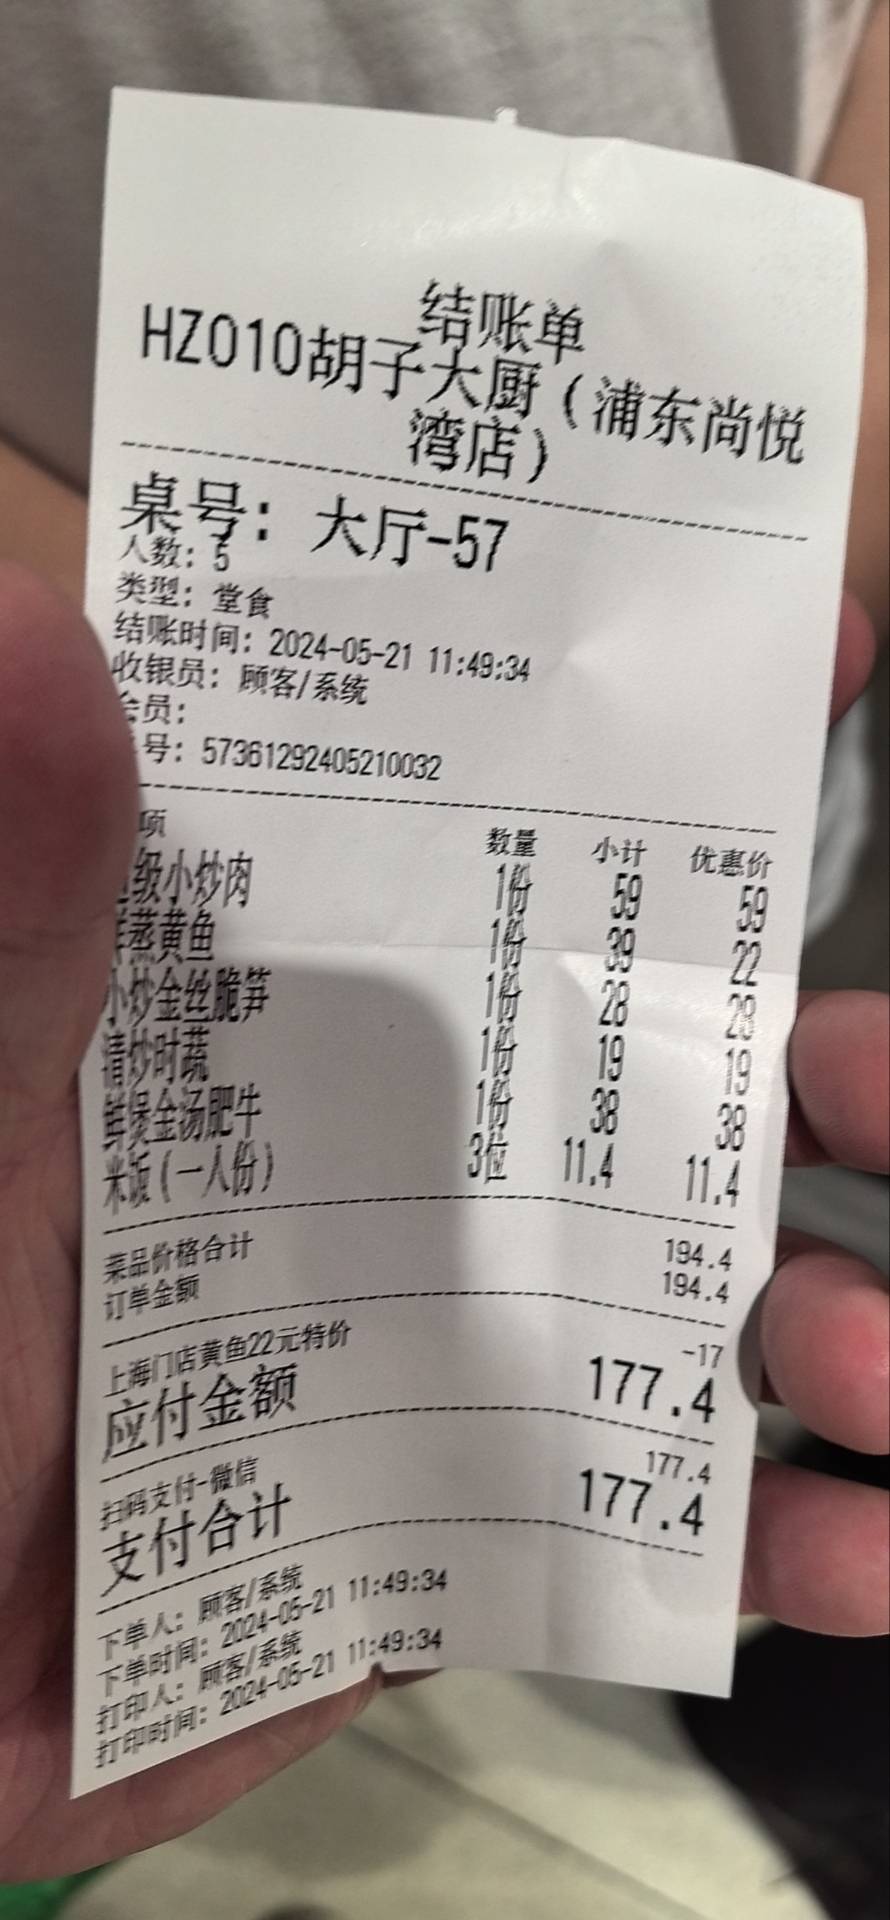 结账单
HZ010胡子大厨（浦东尚悦
湾店）
桌号：大厅-57
人数：5
类型：堂食
结账时间：2024-05-21 11:49:34
收银员：顾客/系统
会员：
号：57361292405210032
项 数量 小计 优惠价
级小炒肉 1份 59 59
蒸黄鱼 1份 39 22
小炒金丝脆笋 1份 28 28
清炒时蔬 1份 19 19
鲜煲金汤肥牛 1份 38 38
米饭（一人份） 3位 11.4 11.4
菜品价格合计 194.4
订单金额 194.4
上海门店黄鱼22元特价 -17
应付金额 177.4
扫码支付-微信 177.4
支付合计 177.4
下单人：顾客/系统
下单时间：2024-05-21 11:49:34
打印人：顾客/系统
打印时间：2024-05-21 11:49:34